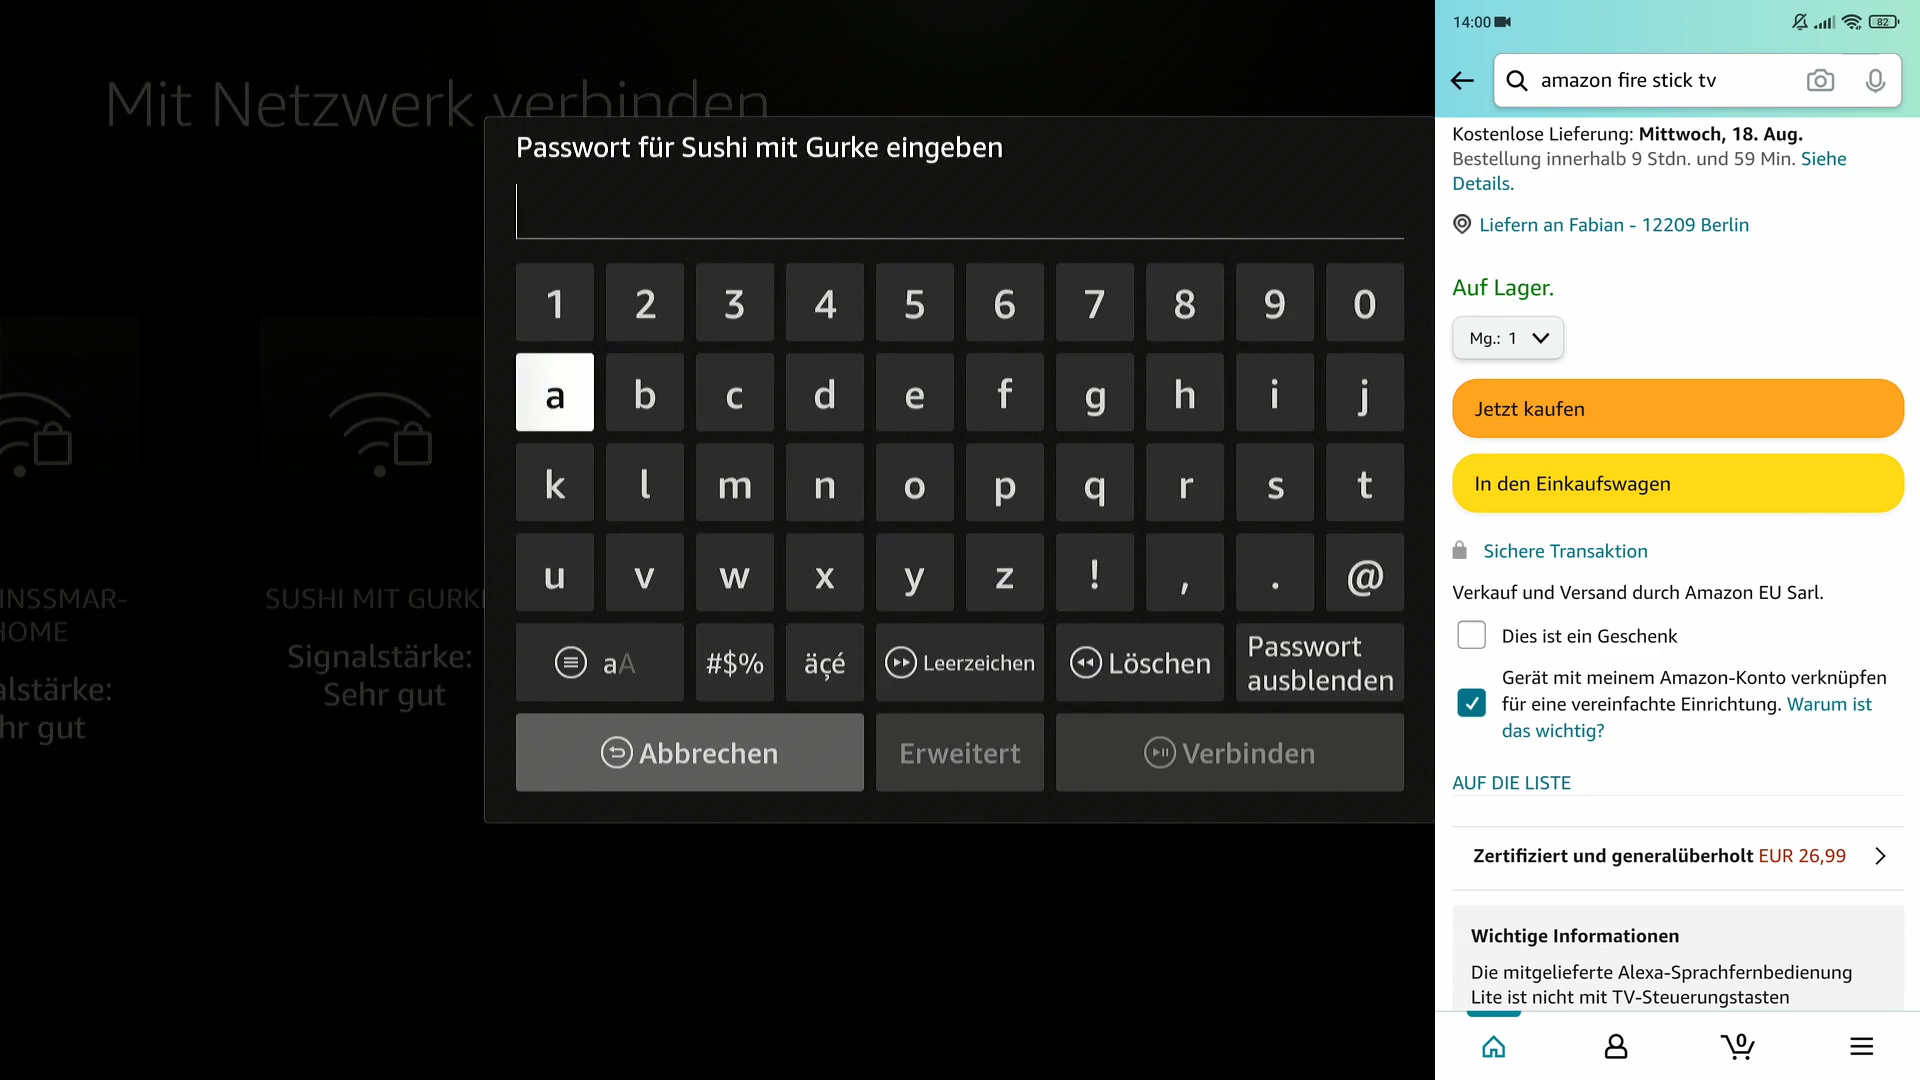 Mit Netzwerk verbinden
INSSMAR-
HOME
alstärke:
hr gut
SUSHI MIT GURKE
Signalstärke:
Sehr gut
Passwort für Sushi mit Gurke eingeben
1 2 3 4 5 6 7 8 9 0
a b c d e f g h i j
k l m n o p q r s t
u v w x y z ! , . @
aA #$% äçé Leerzeichen Löschen Passwort ausblenden
Abbrechen Erweitert Verbinden
14:00 82
amazon fire stick tv
Kostenlose Lieferung: Mittwoch, 18. Aug.
Bestellung innerhalb 9 Stdn. und 59 Min. Siehe
Details.
Liefern an Fabian - 12209 Berlin
Auf Lager.
Mg.: 1
Jetzt kaufen
In den Einkaufswagen
Sichere Transaktion
Verkauf und Versand durch Amazon EU Sarl.
Dies ist ein Geschenk
Gerät mit meinem Amazon-Konto verknüpfen
für eine vereinfachte Einrichtung. Warum ist
das wichtig?
AUF DIE LISTE
Zertifiziert und generalüberholt EUR 26,99
Wichtige Informationen
Die mitgelieferte Alexa-Sprachfernbedienung
Lite ist nicht mit TV-Steuerungstasten
0